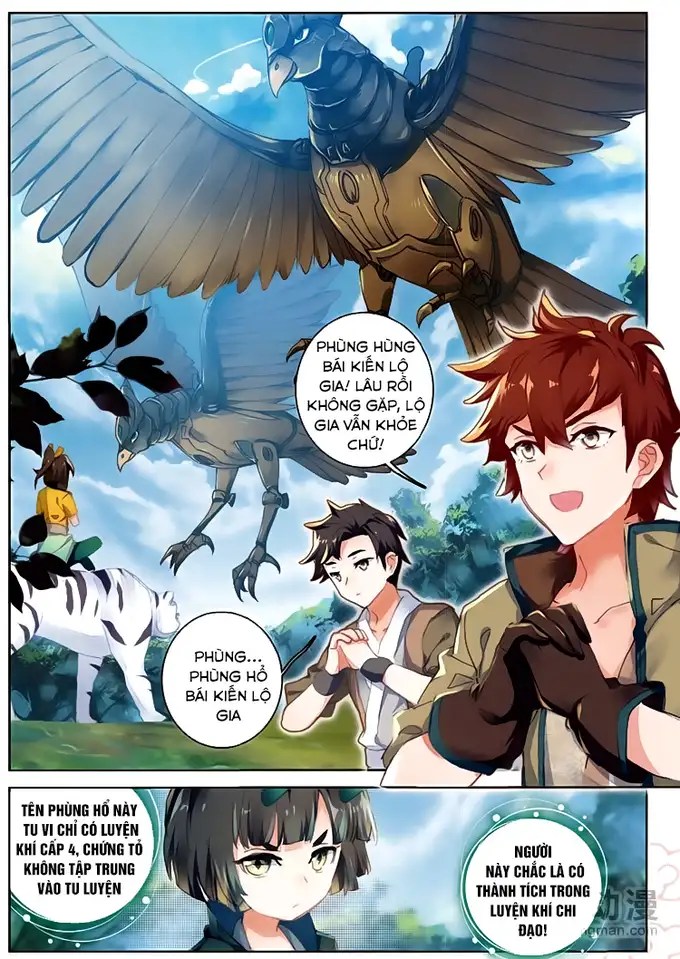 PHÙNG HÙNG
BÁI KIẾN LỘ
GIA! LÂU RỒI
KHÔNG GẶP, LỘ
GIA VẪN KHỎE
CHỨ!
PHÙNG...
PHÙNG HỔ
BÁI KIẾN LỘ
GIA
TÊN PHÙNG HỔ NÀY
TU VI CHỈ CÓ LUYỆN
KHÍ CẤP 4, CHỨNG TỎ
KHÔNG TẬP TRUNG
VÀO TU LUYỆN
NGƯỜI
NÀY CHẮC LÀ CÓ
THÀNH TÍCH TRONG
LUYỆN KHÍ CHI
ĐẠO!
动漫